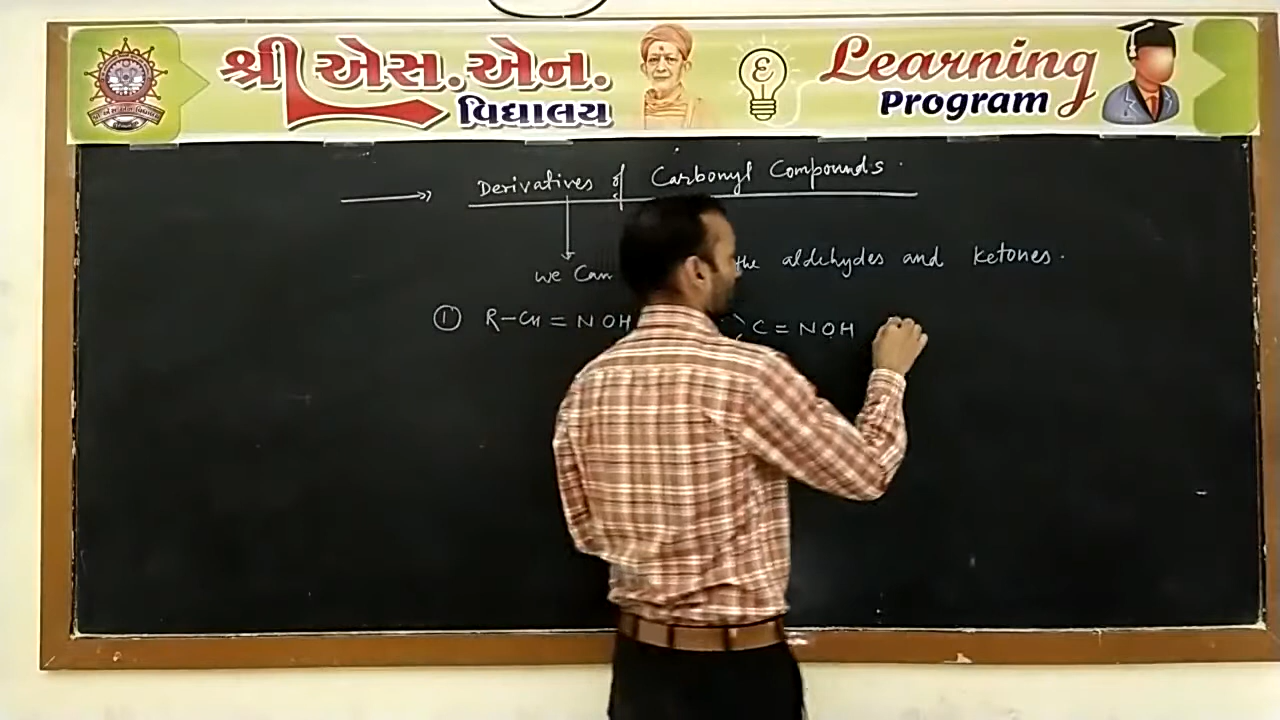 શ્રી એસ.એન.
વિદ્યાલય
Learning
Program
Derivatives of Carbonyl Compounds.
we Can the aldehydes and ketones.
① R-CH=NOH >C=NOH